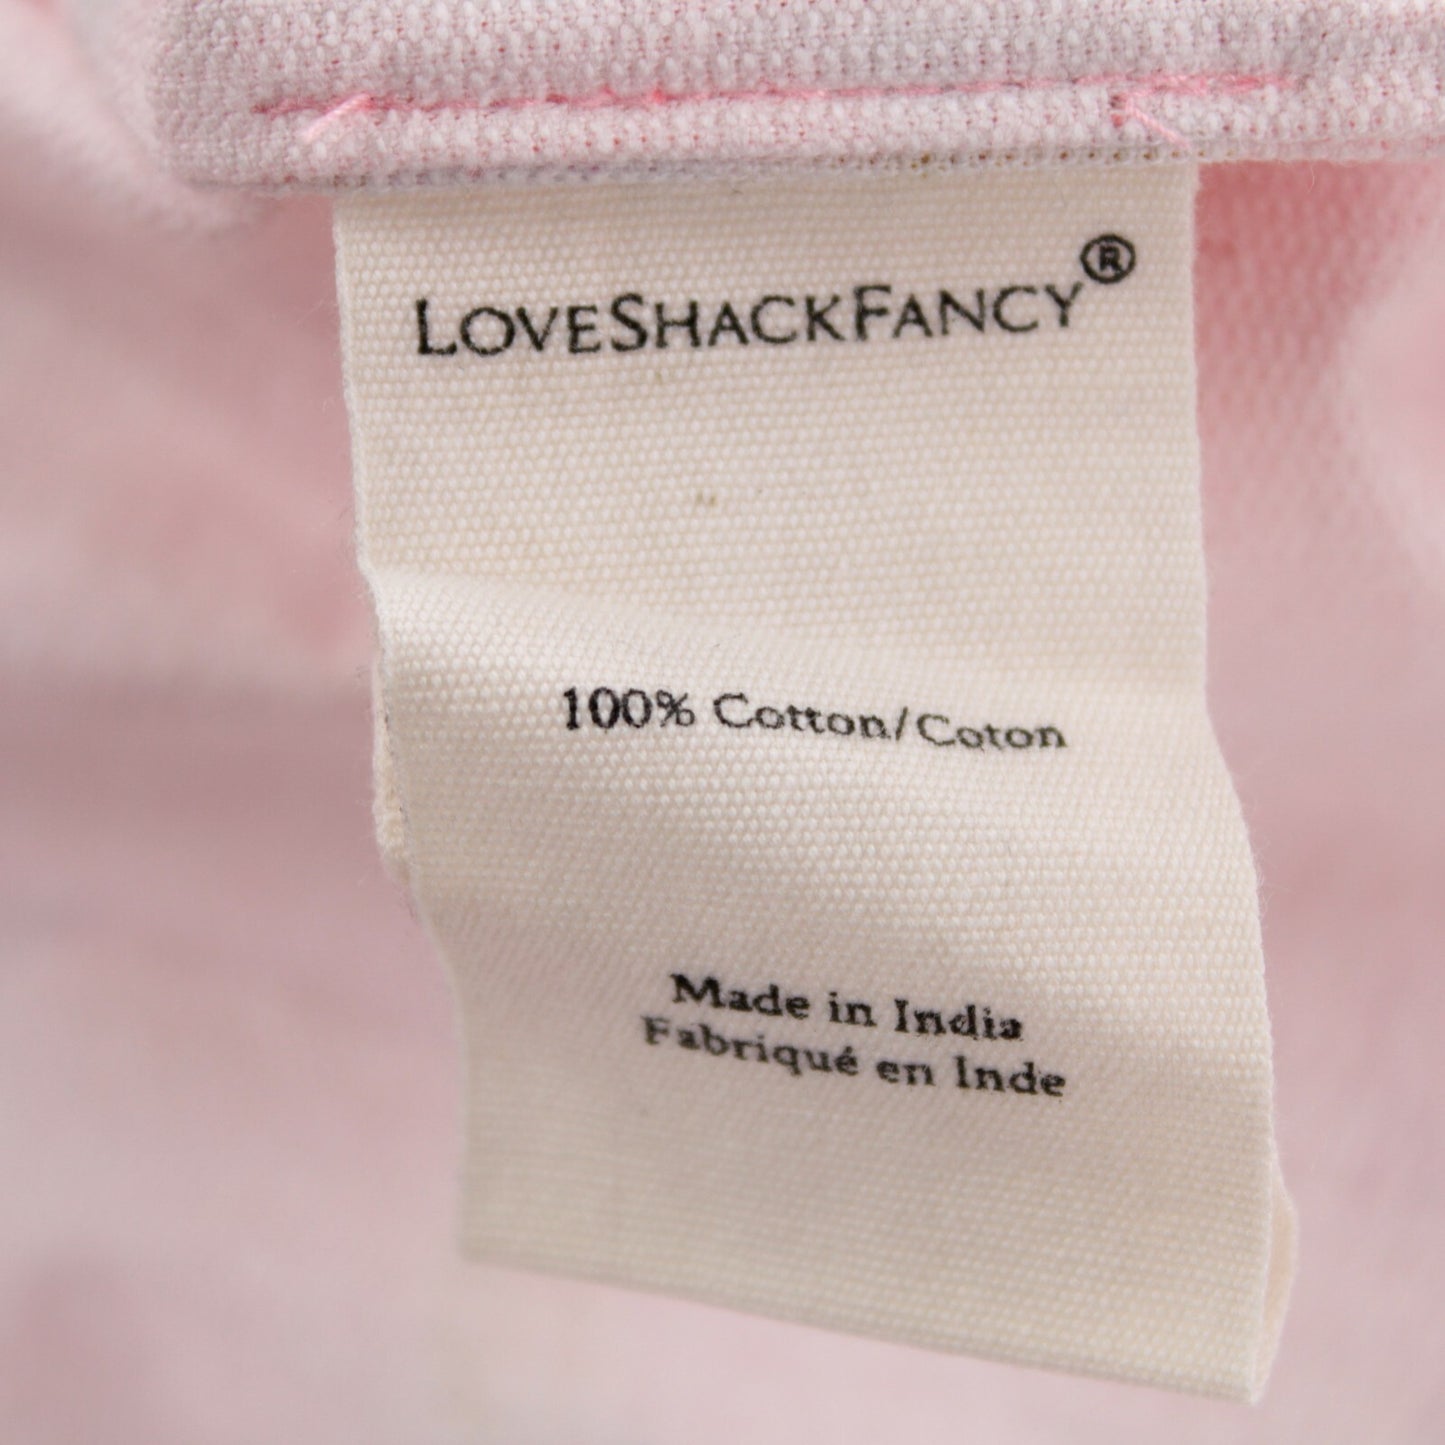 LOVESHACKFANCY®
100% Cotton/Coton
Made in India
Fabriqué en Inde